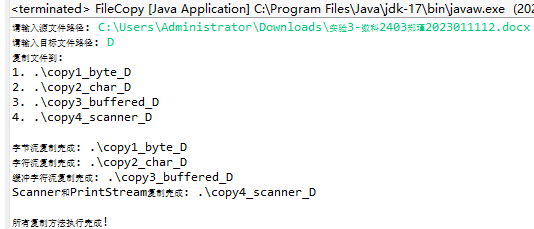 <terminated> FileCopy [Java Application] C:\Program Files\Java\jdk-17\bin\javaw.exe (202
请输入源文件路径: C:\Users\Administrator\Downloads\实验3-数科2403郑瑾2023011112.docx
请输入目标文件路径: D
复制文件到:
1. .\copy1_byte_D
2. .\copy2_char_D
3. .\copy3_buffered_D
4. .\copy4_scanner_D
字节流复制完成: .\copy1_byte_D
字符流复制完成: .\copy2_char_D
缓冲字符流复制完成: .\copy3_buffered_D
Scanner和PrintStream复制完成: .\copy4_scanner_D
所有复制方法执行完成!